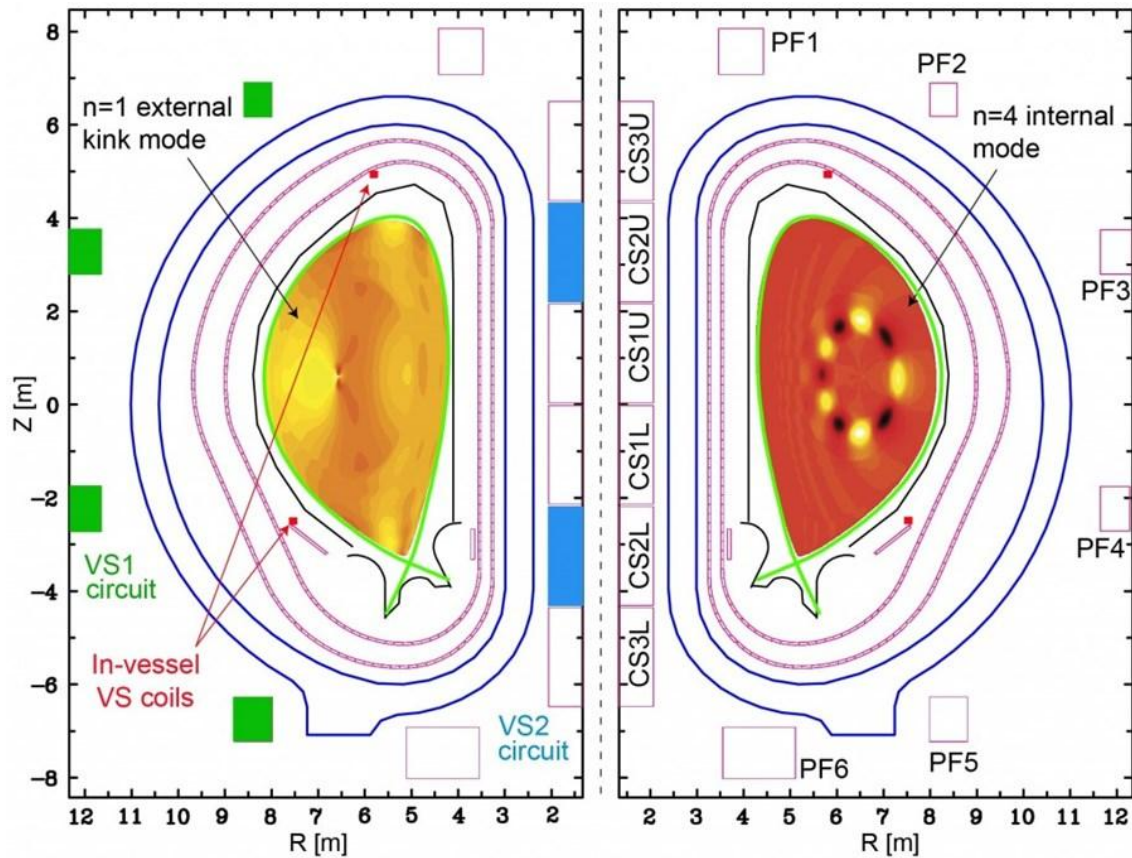 8
6
4
2
0
−2
−4
−6
−8
Z [m]
n=1 external
kink mode
VS1
circuit
In-vessel
VS coils
VS2
circuit
12 11 10 9 8 7 6 5 4 3 2
R [m]
PF1
PF2
n=4 internal
mode
CS3U
CS2U
CS1U
CS1L
CS2L
CS3L
PF3
PF4
PF5
PF6
2 3 4 5 6 7 8 9 10 11 12
R [m]